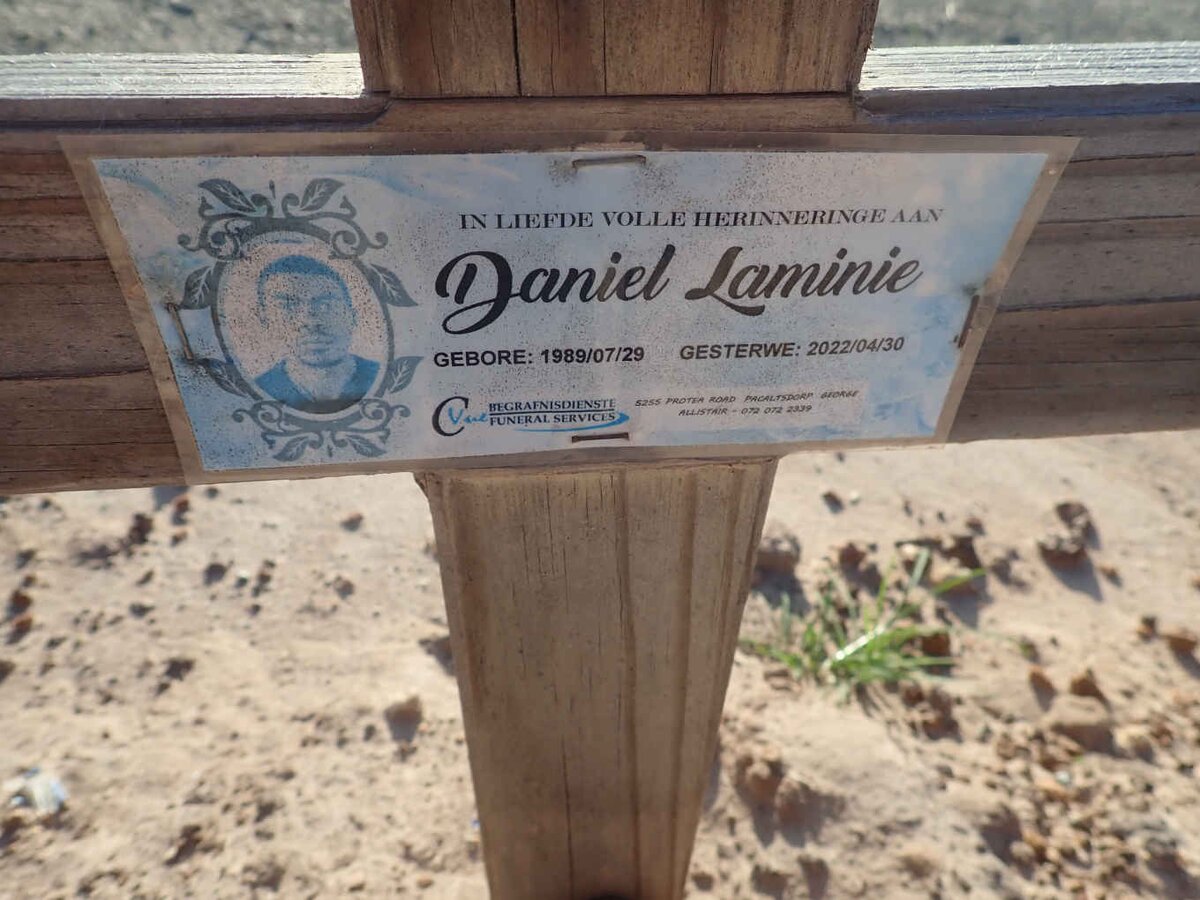 IN LIEFDE VOLLE HERINNERINGE AAN
Daniel Laminie
GEBORE: 1989/07/29 GESTERWE: 2022/04/30
CVue BEGRAFNISDIENSTE
FUNERAL SERVICES
5255 PROTEA ROAD PACALTSDORP GEORGE
ALLISTAIR - 072 072 2339